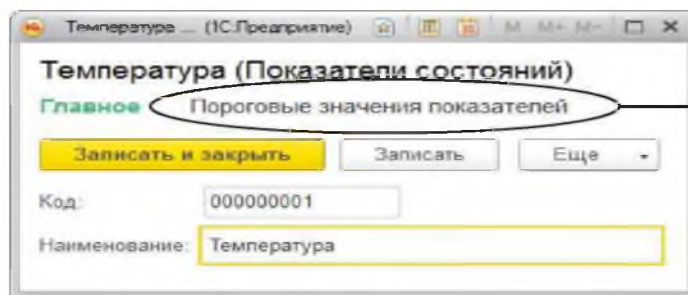 Температура ... (1С:Предприятие) M M+ M-
Температура (Показатели состояний)
Главное Пороговые значения показателей
Записать и закрыть Записать Еще
Код: 000000001
Наименование: Температура